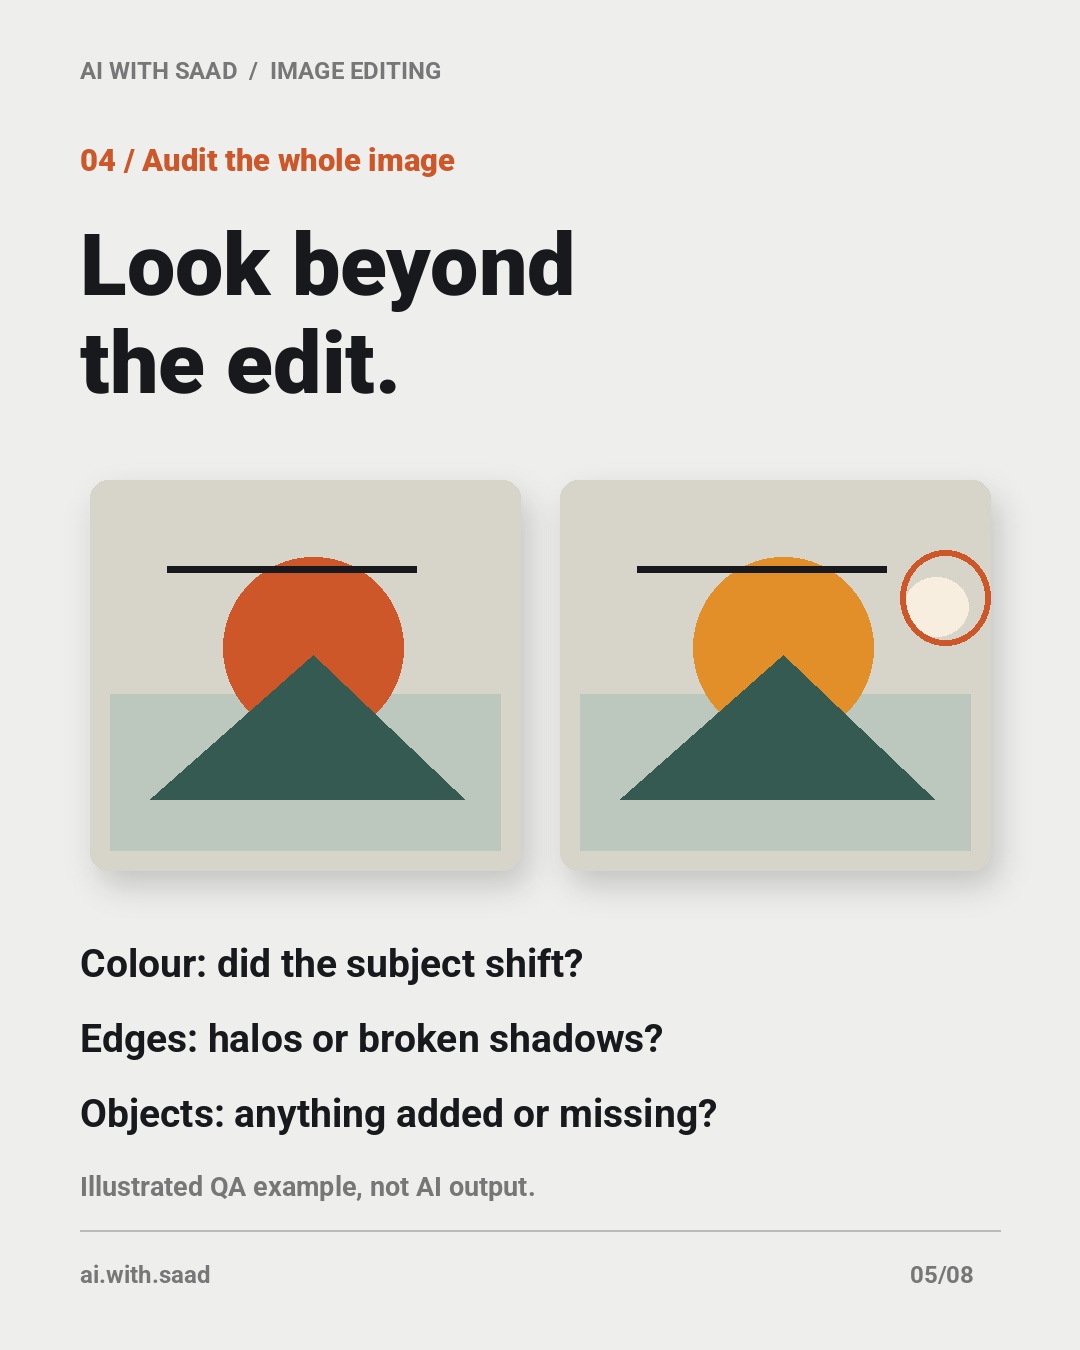 AI WITH SAAD / IMAGE EDITING
04 / Audit the whole image
Look beyond
the edit.
Colour: did the subject shift?
Edges: halos or broken shadows?
Objects: anything added or missing?
Illustrated QA example, not AI output.
ai.with.saad
05/08